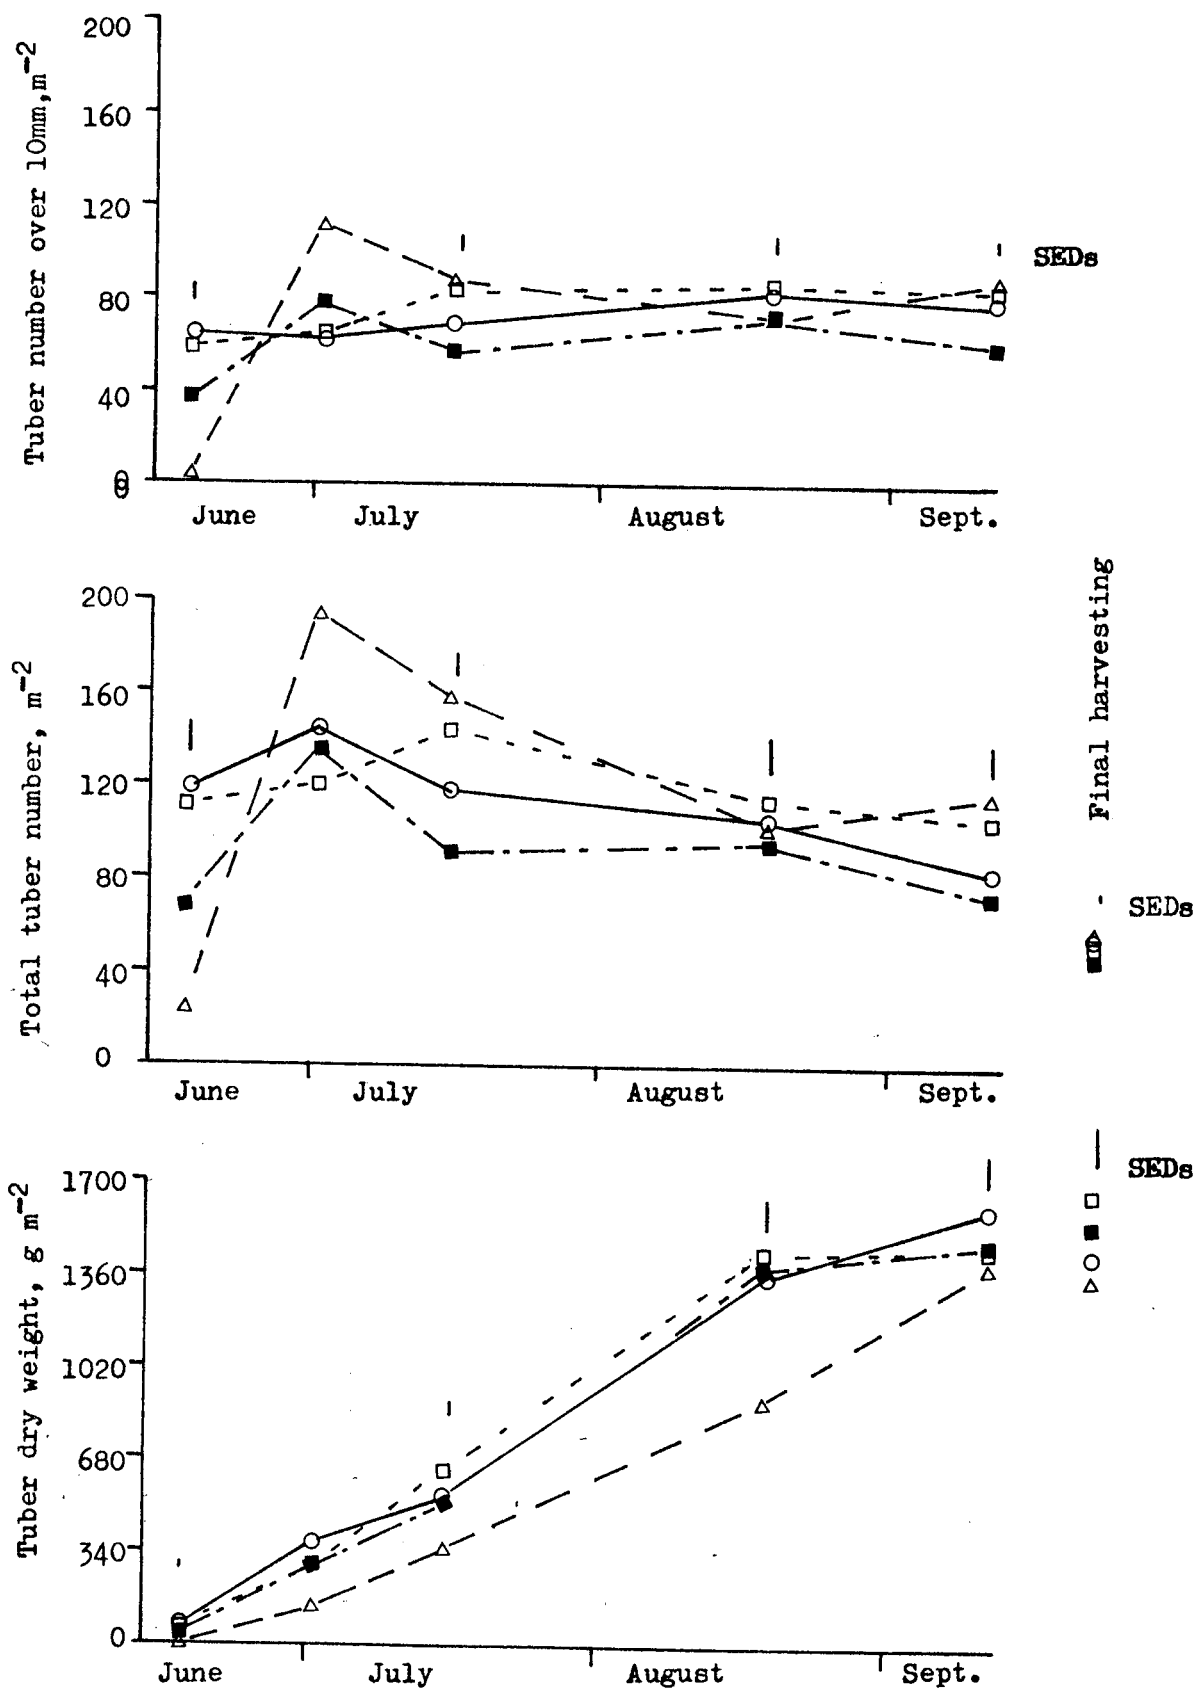 Tuber number over 10mm,m⁻²
200
160
120
80
40
0
SEDs
June July August Sept.
Total tuber number, m⁻²
200
160
120
80
40
0
June July August Sept.
Final harvesting
SEDs
Tuber dry weight, g m⁻²
1700
1360
1020
680
340
0
SEDs
June July August Sept.